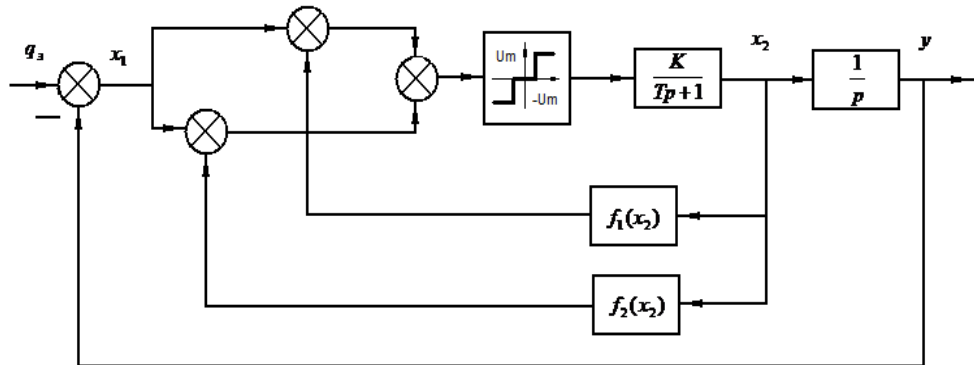 q₃
x₁
Um
-Um
K
Tp+1
x₂
1
p
y
−
f₁(x₂)
f₂(x₂)